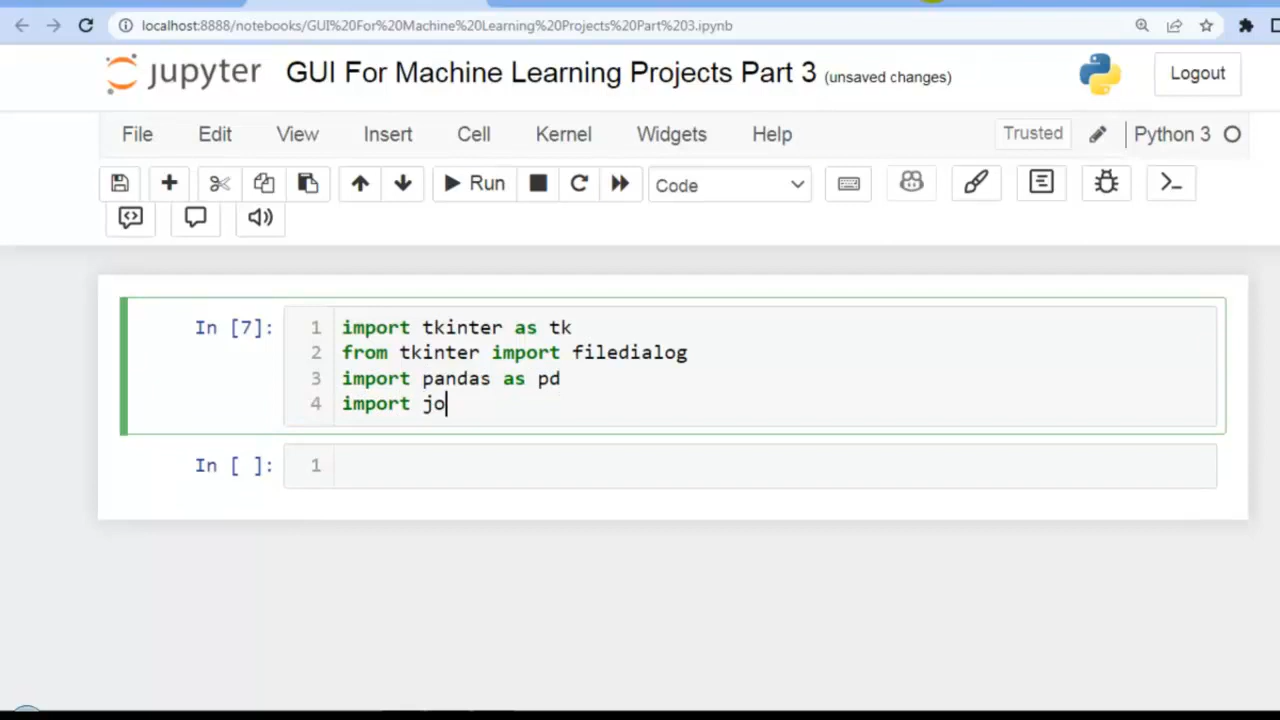 localhost:8888/notebooks/GUI%20For%20Machine%20Learning%20Projects%20Part%203.ipynb
jupyter GUI For Machine Learning Projects Part 3 (unsaved changes) Logout
File Edit View Insert Cell Kernel Widgets Help Trusted Python 3
Run Code
In [7]:
1 import tkinter as tk
2 from tkinter import filedialog
3 import pandas as pd
4 import jo
In [ ]: 1